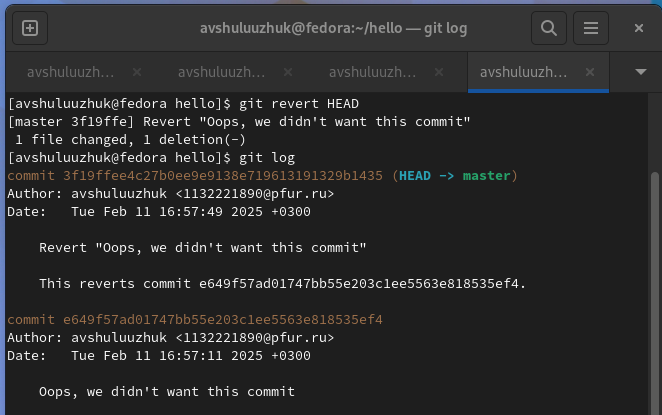 avshuluuzhuk@fedora:~/hello — git log
avshuluuzh… × avshuluuzh… × avshuluuzh… × avshuluuzh… ×
[avshuluuzhuk@fedora hello]$ git revert HEAD
[master 3f19ffe] Revert "Oops, we didn't want this commit"
 1 file changed, 1 deletion(-)
[avshuluuzhuk@fedora hello]$ git log
commit 3f19ffee4c27b0ee9e9138e719613191329b1435 (HEAD -> master)
Author: avshuluuzhuk <1132221890@pfur.ru>
Date:   Tue Feb 11 16:57:49 2025 +0300
    Revert "Oops, we didn't want this commit"
    This reverts commit e649f57ad01747bb55e203c1ee5563e818535ef4.
commit e649f57ad01747bb55e203c1ee5563e818535ef4
Author: avshuluuzhuk <1132221890@pfur.ru>
Date:   Tue Feb 11 16:57:11 2025 +0300
    Oops, we didn't want this commit